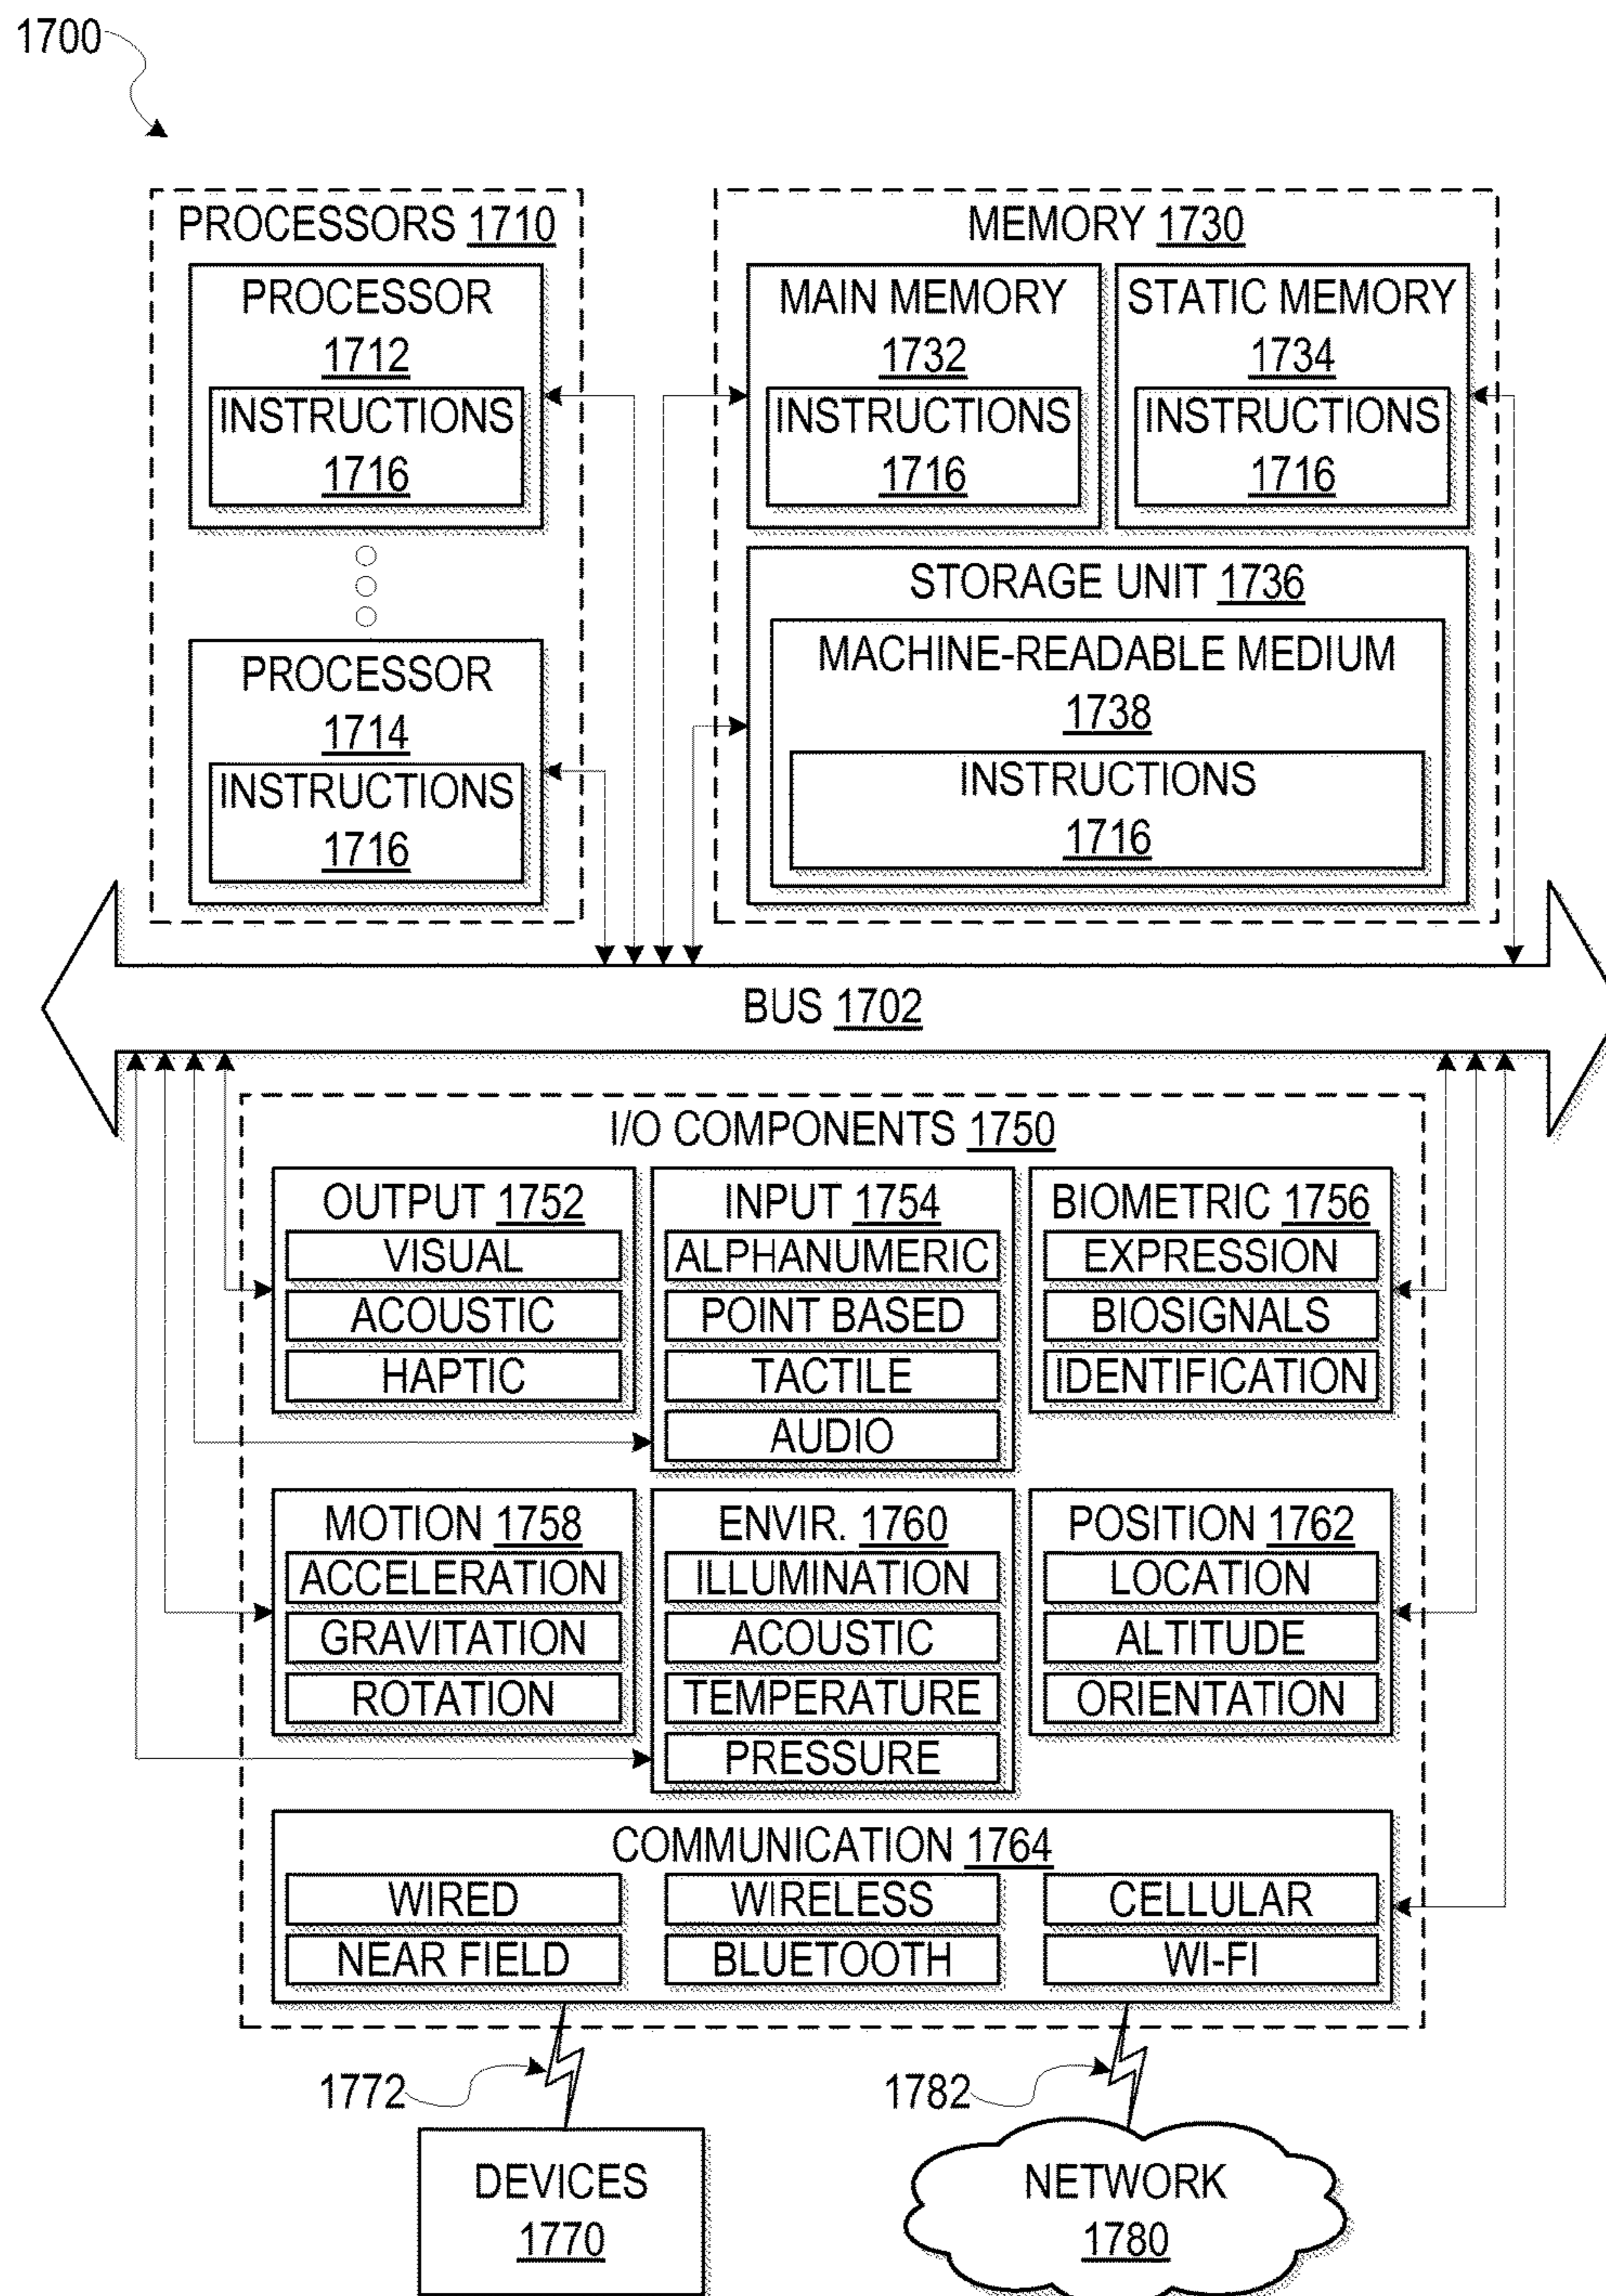 1700
PROCESSORS 1710
PROCESSOR
1712
INSTRUCTIONS
1716
PROCESSOR
1714
INSTRUCTIONS
1716
MEMORY 1730
MAIN MEMORY
1732
INSTRUCTIONS
1716
STATIC MEMORY
1734
INSTRUCTIONS
1716
STORAGE UNIT 1736
MACHINE-READABLE MEDIUM
1738
INSTRUCTIONS
1716
BUS 1702
I/O COMPONENTS 1750
OUTPUT 1752
VISUAL
ACOUSTIC
HAPTIC
INPUT 1754
ALPHANUMERIC
POINT BASED
TACTILE
AUDIO
BIOMETRIC 1756
EXPRESSION
BIOSIGNALS
IDENTIFICATION
MOTION 1758
ACCELERATION
GRAVITATION
ROTATION
ENVIR. 1760
ILLUMINATION
ACOUSTIC
TEMPERATURE
PRESSURE
POSITION 1762
LOCATION
ALTITUDE
ORIENTATION
COMMUNICATION 1764
WIRED
WIRELESS
CELLULAR
NEAR FIELD
BLUETOOTH
WI-FI
1772
1782
DEVICES
1770
NETWORK
1780